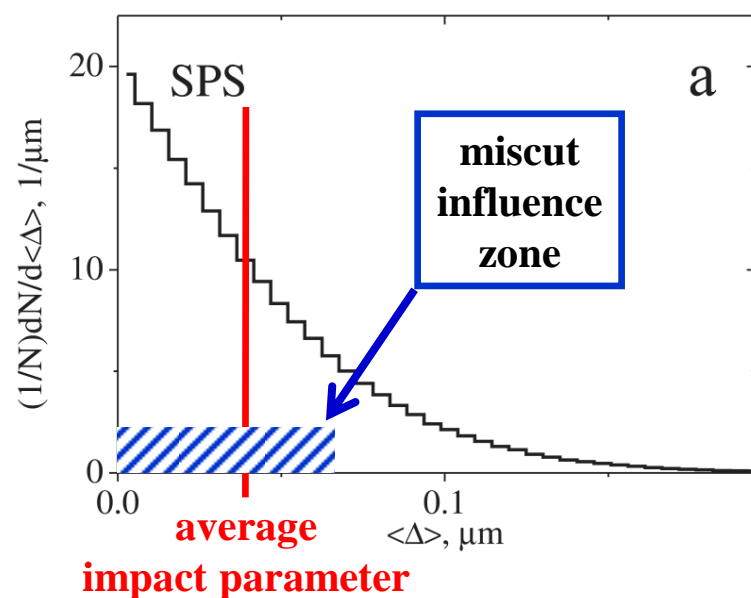 20
SPS
a
miscut
influence
zone
(1/N)dN/d<Δ>, 1/μm
10
0
0.0
0.1
<Δ>, μm
average
impact parameter